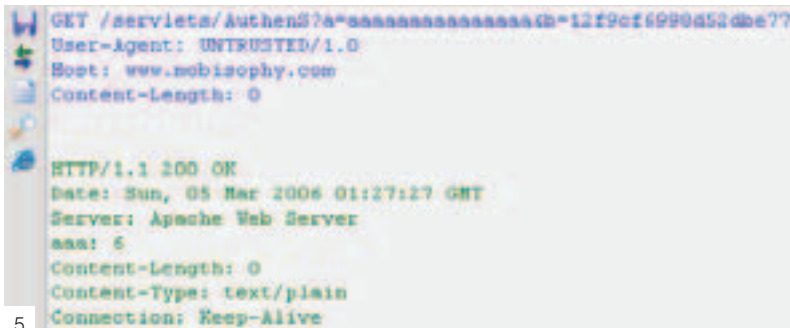 GET /servlets/AuthenS?a=aaaaaaaaaaaaaaaa&b=12f9cf6998d52dbe77
User-Agent: UNTRUSTED/1.0
Host: www.mobisophy.com
Content-Length: 0
HTTP/1.1 200 OK
Date: Sun, 05 Mar 2006 01:27:27 GMT
Server: Apache Web Server
aaa: 6
Content-Length: 0
Content-Type: text/plain
Connection: Keep-Alive
5